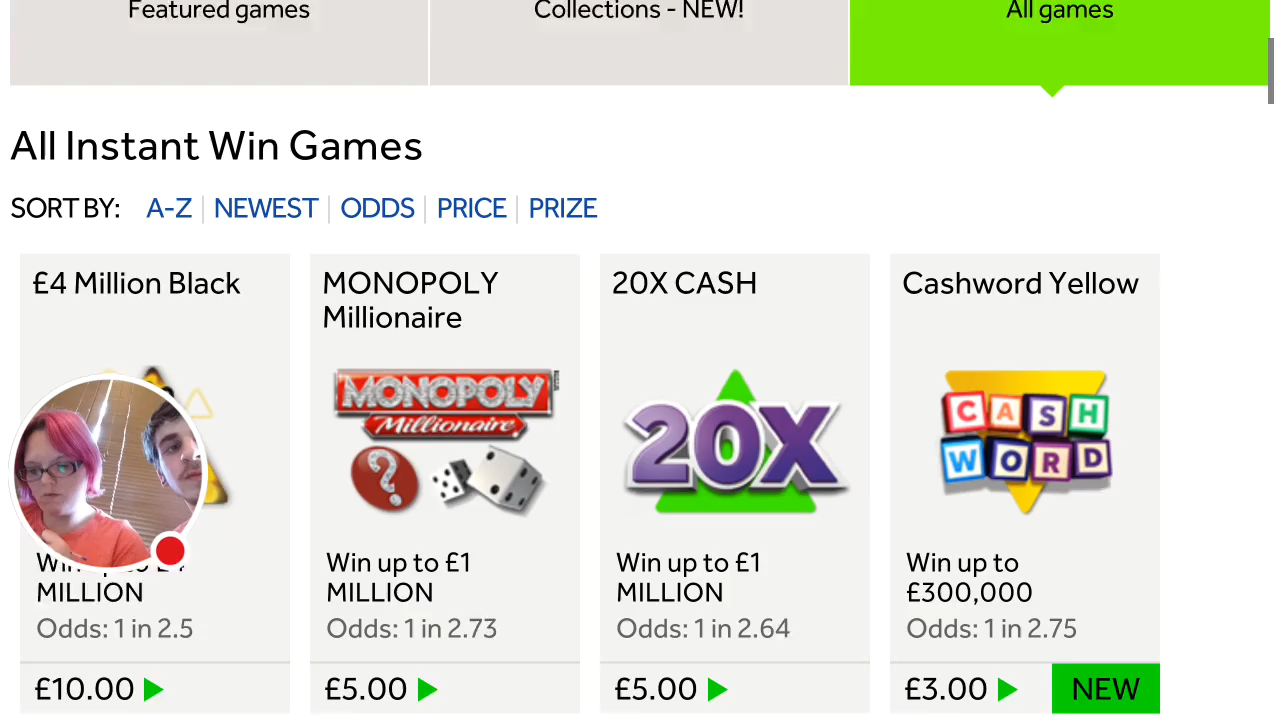 Featured games
Collections - NEW!
All games
All Instant Win Games
SORT BY: A-Z NEWEST ODDS PRICE PRIZE
£4 Million Black
MILLION
Odds: 1 in 2.5
£10.00
MONOPOLY
Millionaire
MONOPOLY
Millionaire
?
Win up to £1
MILLION
Odds: 1 in 2.73
£5.00
20X CASH
20X
Win up to £1
MILLION
Odds: 1 in 2.64
£5.00
Cashword Yellow
CASH
WORD
Win up to
£300,000
Odds: 1 in 2.75
£3.00
NEW